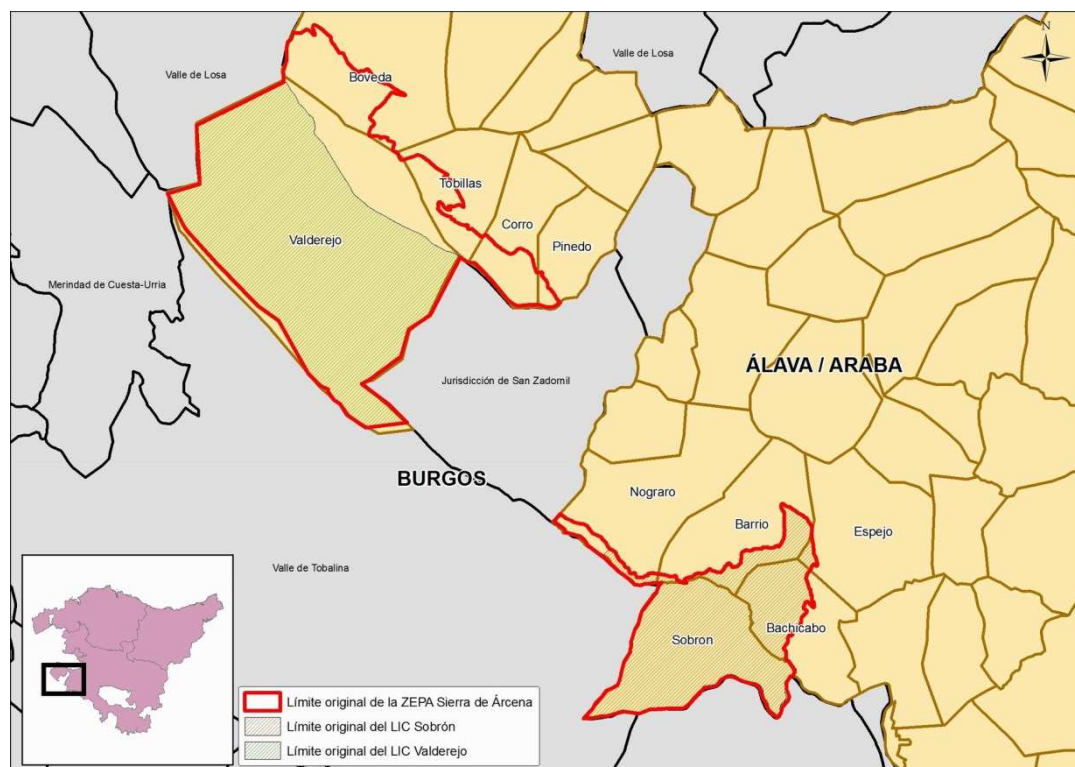 N
Valle de Losa
Boveda
Valle de Losa
Tobillas
Corro
Pinedo
Valderejo
Merindad de Cuesta-Urria
Jurisdicción de San Zadornil
ÁLAVA / ARABA
BURGOS
Nograro
Barrio
Espejo
Valle de Tobalina
Sobron
Bachicabo
Límite original de la ZEPA Sierra de Árcena
Límite original del LIC Sobrón
Límite original del LIC Valderejo